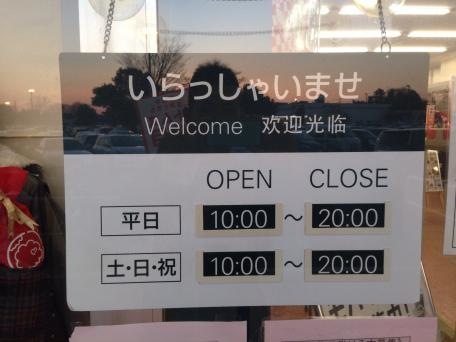 いらっしゃいませ
Welcome 欢迎光临
OPEN CLOSE
平日 10:00 〜 20:00
土・日・祝 10:00 〜 20:00